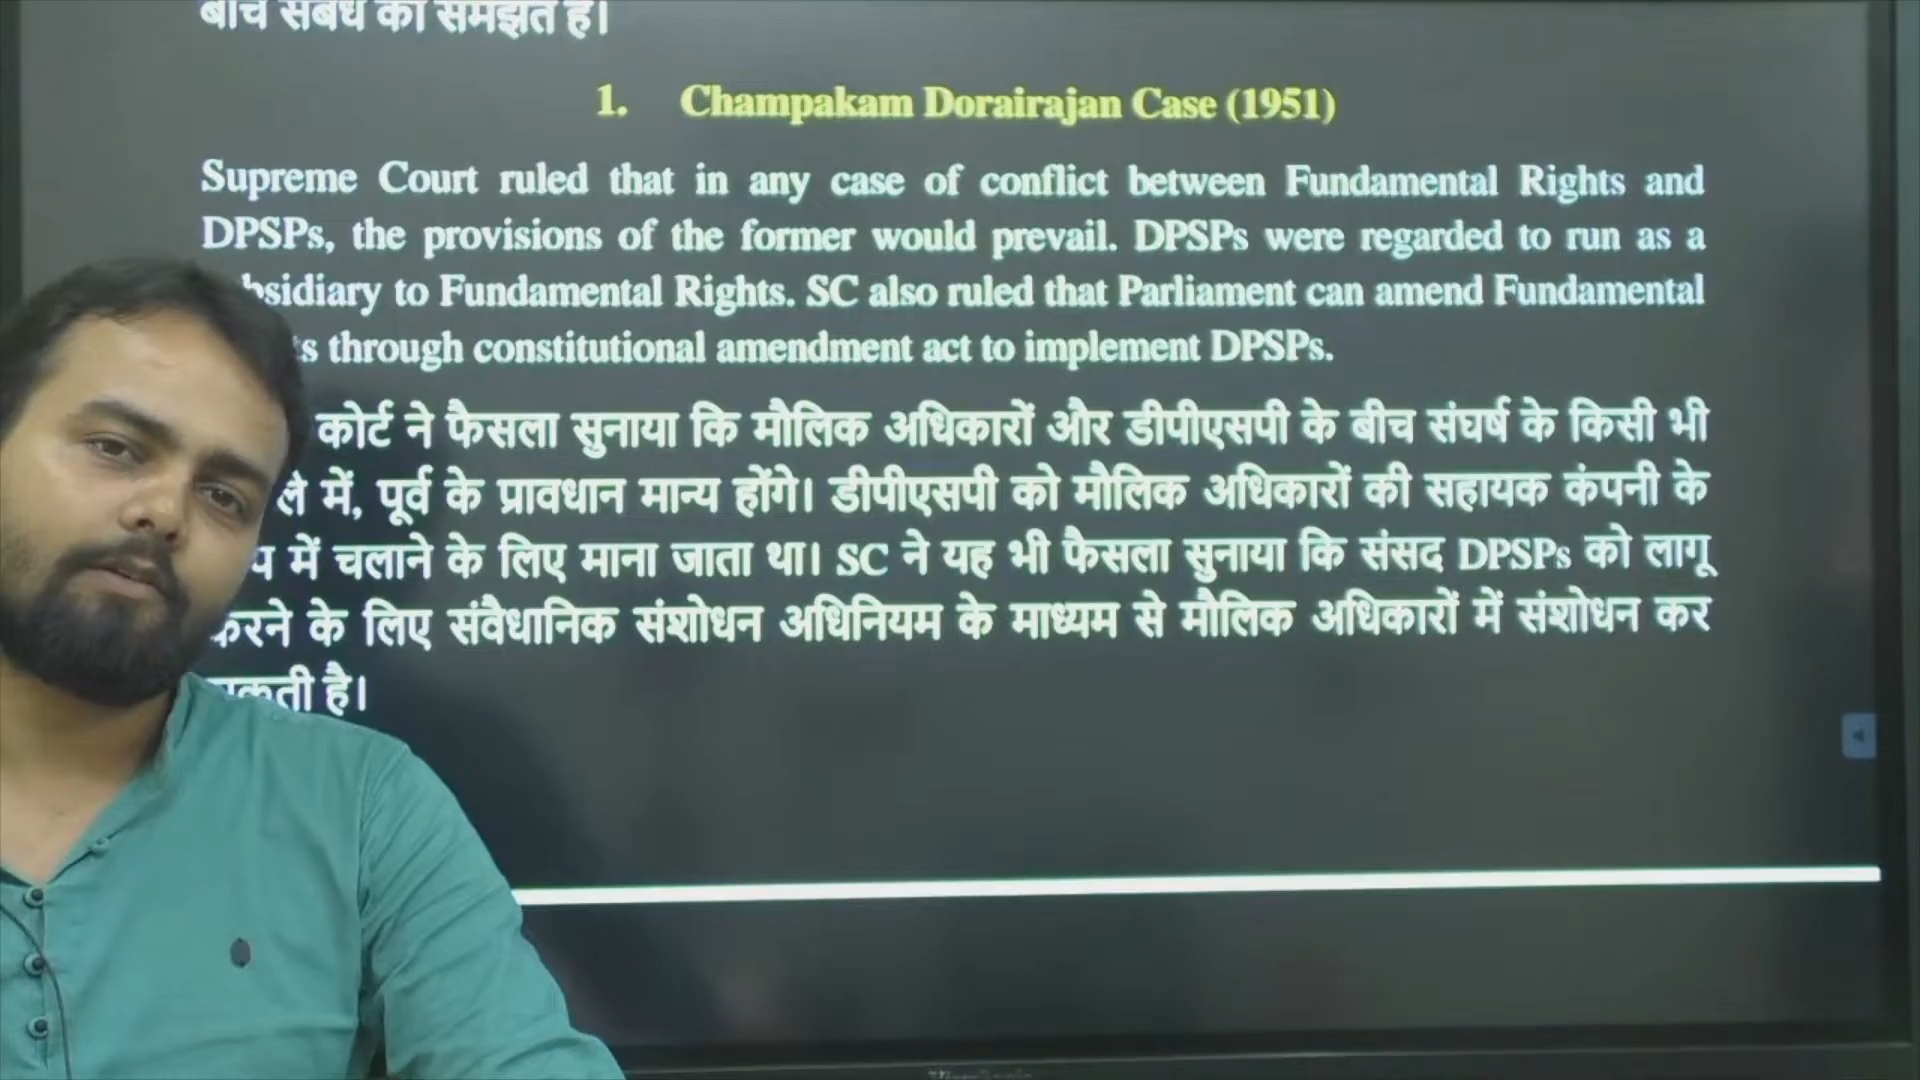 बीच संबंध को समझते हैं।
1. Champakam Dorairajan Case (1951)
Supreme Court ruled that in any case of conflict between Fundamental Rights and
DPSPs, the provisions of the former would prevail. DPSPs were regarded to run as a
bsidiary to Fundamental Rights. SC also ruled that Parliament can amend Fundamental
s through constitutional amendment act to implement DPSPs.
कोर्ट ने फैसला सुनाया कि मौलिक अधिकारों और डीपीएसपी के बीच संघर्ष के किसी भी
ले में, पूर्व के प्रावधान मान्य होंगे। डीपीएसपी को मौलिक अधिकारों की सहायक कंपनी के
प में चलाने के लिए माना जाता था। SC ने यह भी फैसला सुनाया कि संसद DPSPs को लागू
करने के लिए संवैधानिक संशोधन अधिनियम के माध्यम से मौलिक अधिकारों में संशोधन कर
सकती है।